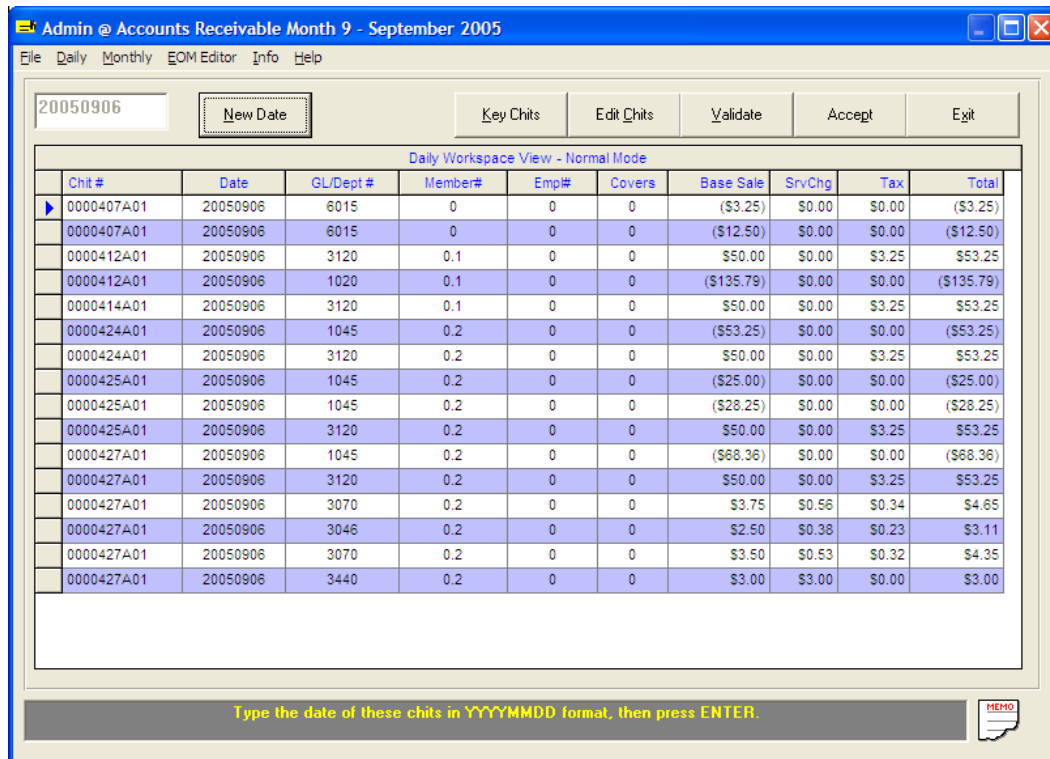 Admin @ Accounts Receivable Month 9 - September 2005
File Daily Monthly EOM Editor Info Help
20050906 New Date Key Chits Edit Chits Validate Accept Exit
Daily Workspace View - Normal Mode
Chit # Date GL/Dept # Member# Empl# Covers Base Sale SrvChg Tax Total
0000407A01 20050906 6015 0 0 0 ($3.25) $0.00 $0.00 ($3.25)
0000407A01 20050906 6015 0 0 0 ($12.50) $0.00 $0.00 ($12.50)
0000412A01 20050906 3120 0.1 0 0 $50.00 $0.00 $3.25 $53.25
0000412A01 20050906 1020 0.1 0 0 ($135.79) $0.00 $0.00 ($135.79)
0000414A01 20050906 3120 0.1 0 0 $50.00 $0.00 $3.25 $53.25
0000424A01 20050906 1045 0.2 0 0 ($53.25) $0.00 $0.00 ($53.25)
0000424A01 20050906 3120 0.2 0 0 $50.00 $0.00 $3.25 $53.25
0000425A01 20050906 1045 0.2 0 0 ($25.00) $0.00 $0.00 ($25.00)
0000425A01 20050906 1045 0.2 0 0 ($28.25) $0.00 $0.00 ($28.25)
0000425A01 20050906 3120 0.2 0 0 $50.00 $0.00 $3.25 $53.25
0000427A01 20050906 1045 0.2 0 0 ($68.36) $0.00 $0.00 ($68.36)
0000427A01 20050906 3120 0.2 0 0 $50.00 $0.00 $3.25 $53.25
0000427A01 20050906 3070 0.2 0 0 $3.75 $0.56 $0.34 $4.65
0000427A01 20050906 3046 0.2 0 0 $2.50 $0.38 $0.23 $3.11
0000427A01 20050906 3070 0.2 0 0 $3.50 $0.53 $0.32 $4.35
0000427A01 20050906 3440 0.2 0 0 $3.00 $3.00 $0.00 $3.00
Type the date of these chits in YYYYMMDD format, then press ENTER.
MEMO